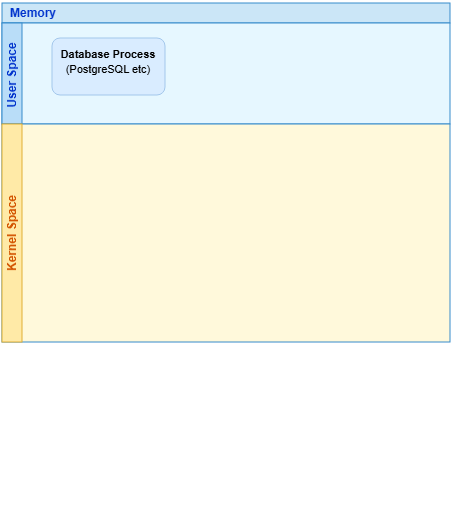 Memory
User Space
Database Process
(PostgreSQL etc)
Kernel Space